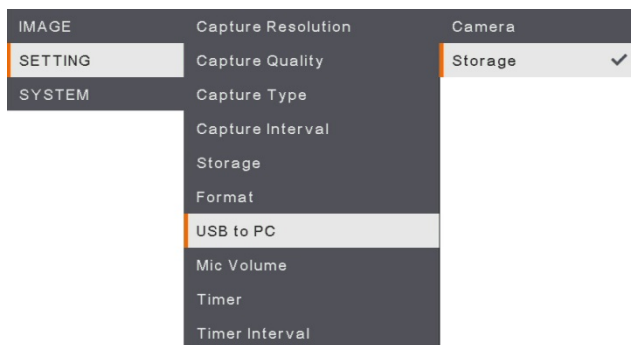 IMAGE
SETTING
SYSTEM
Capture Resolution
Capture Quality
Capture Type
Capture Interval
Storage
Format
USB to PC
Mic Volume
Timer
Timer Interval
Camera
Storage